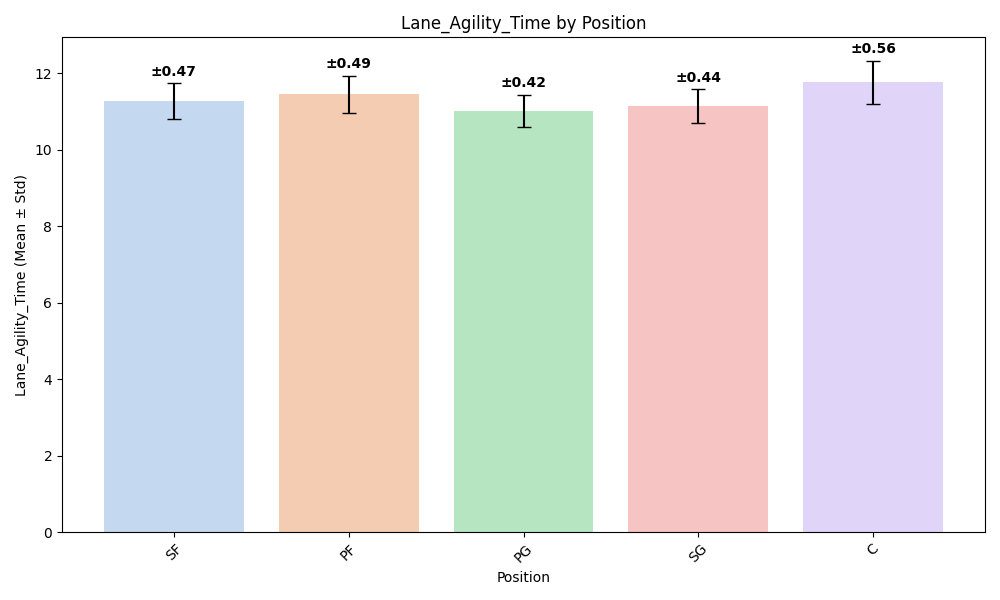 Lane_Agility_Time by Position
Lane_Agility_Time (Mean ± Std)
12
10
8
6
4
2
0
±0.47
±0.49
±0.42
±0.44
±0.56
SF
PF
PG
SG
C
Position